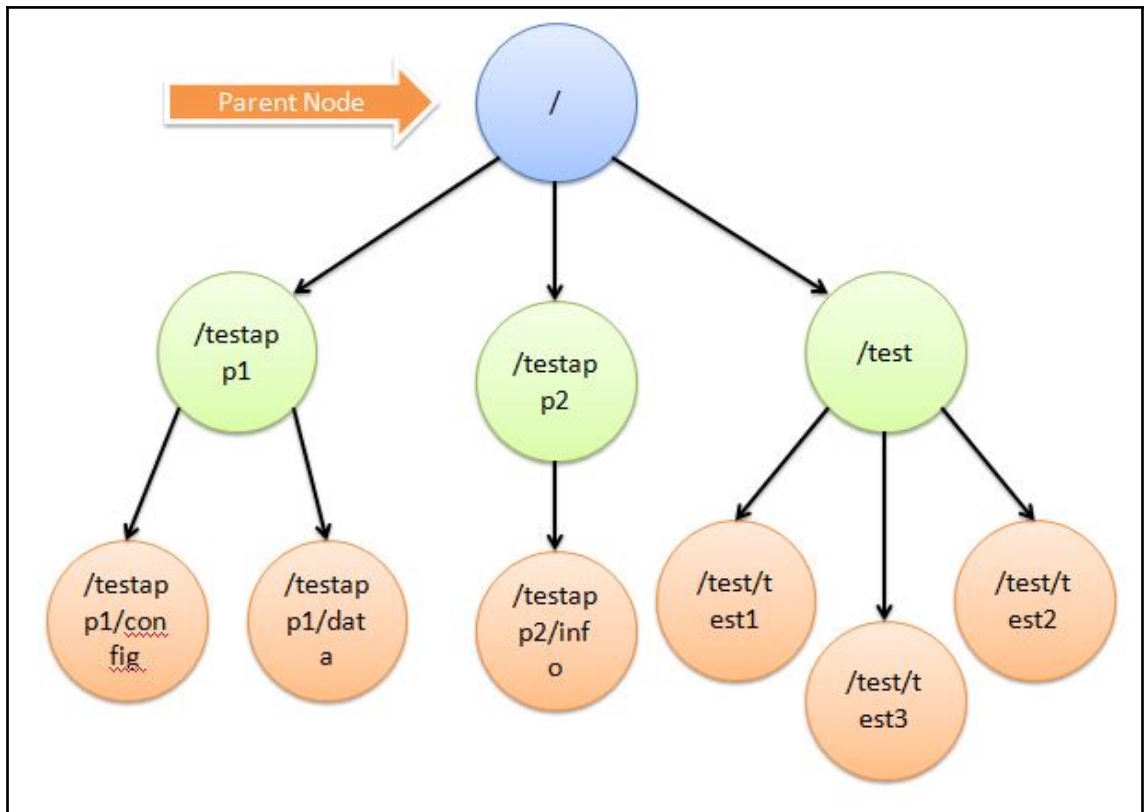 Parent Node
/
/testap
p1
/testap
p2
/test
/testap
p1/con
fig
/testap
p1/dat
a
/testap
p2/inf
o
/test/t
est1
/test/t
est3
/test/t
est2